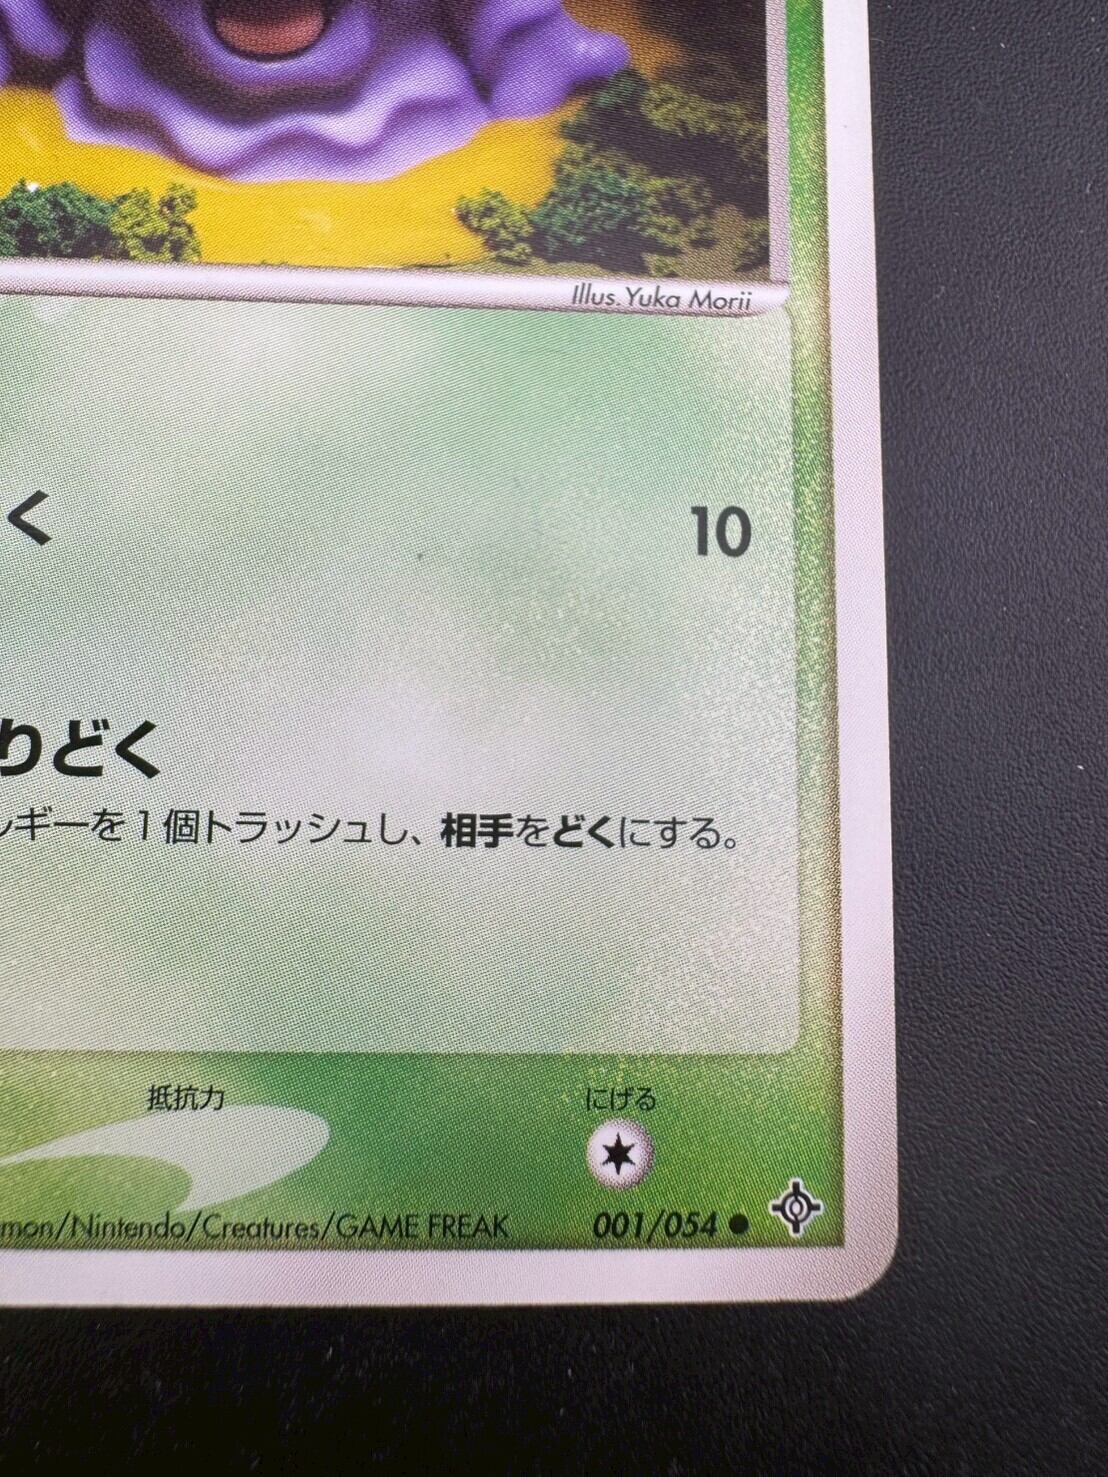 Illus. Yuka Morii
く
10
りどく
ギーを1個トラッシュし、相手をどくにする。
抵抗力
にげる
mon/Nintendo/Creatures/GAME FREAK
001/054 ●